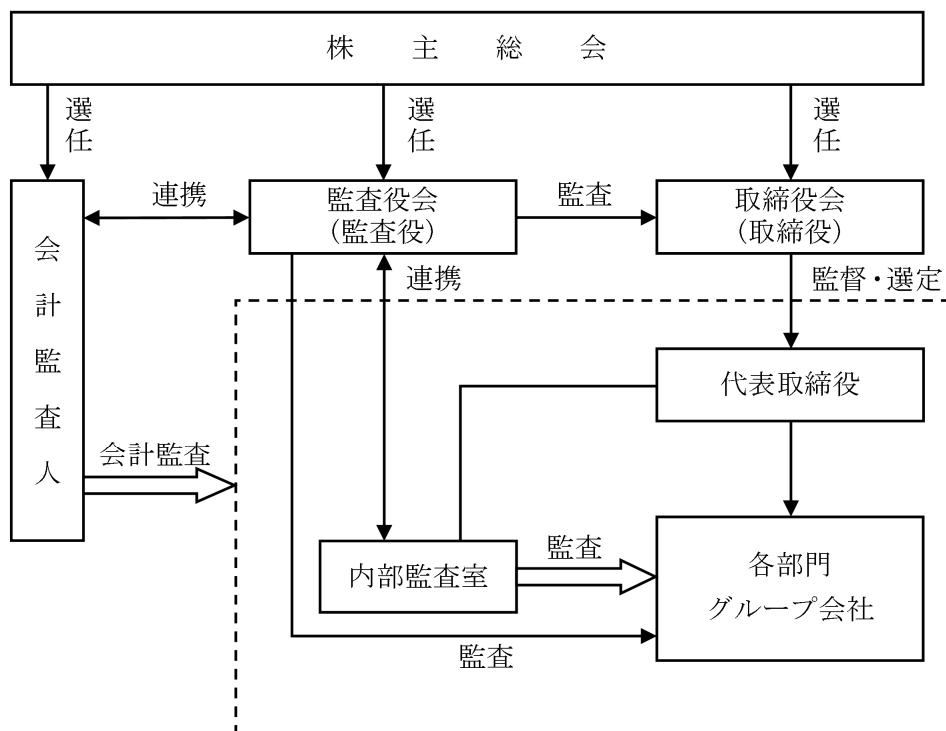 株主総会
選任
選任
選任
連携
監査役会
(監査役)
監査
取締役会
(取締役)
会計監査人
連携
監督・選定
代表取締役
会計監査
内部監査室
監査
各部門
グループ会社
監査